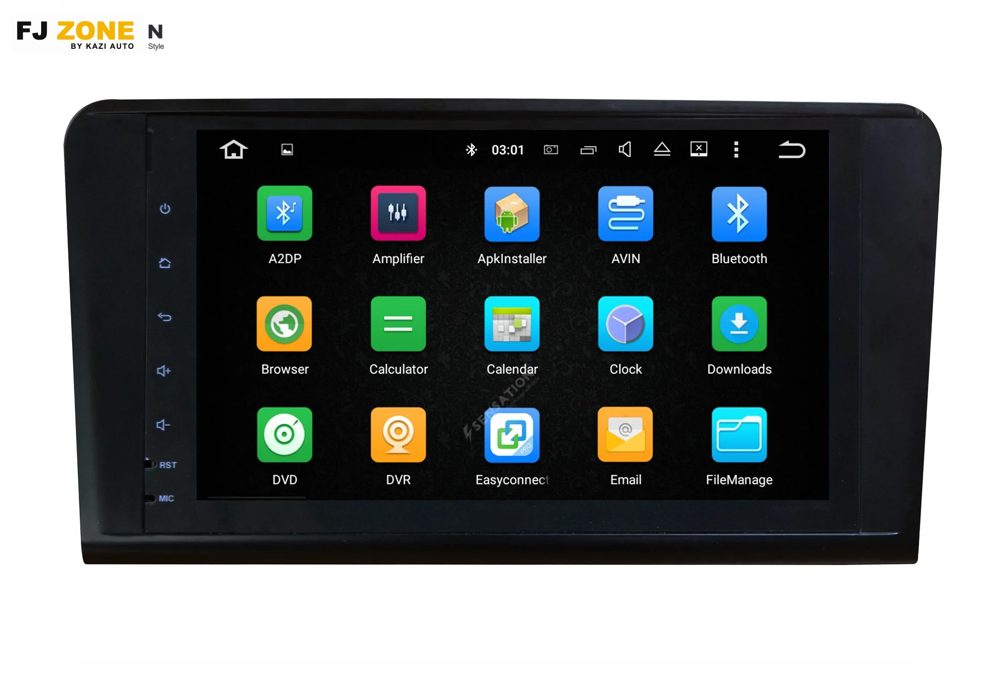 FJ ZONE N
BY KAZI AUTO Style
03:01
A2DP Amplifier ApkInstaller AVIN Bluetooth
Browser Calculator Calendar Clock Downloads
SENSATION
DVD DVR Easyconnect Email FileManage
RST
MIC